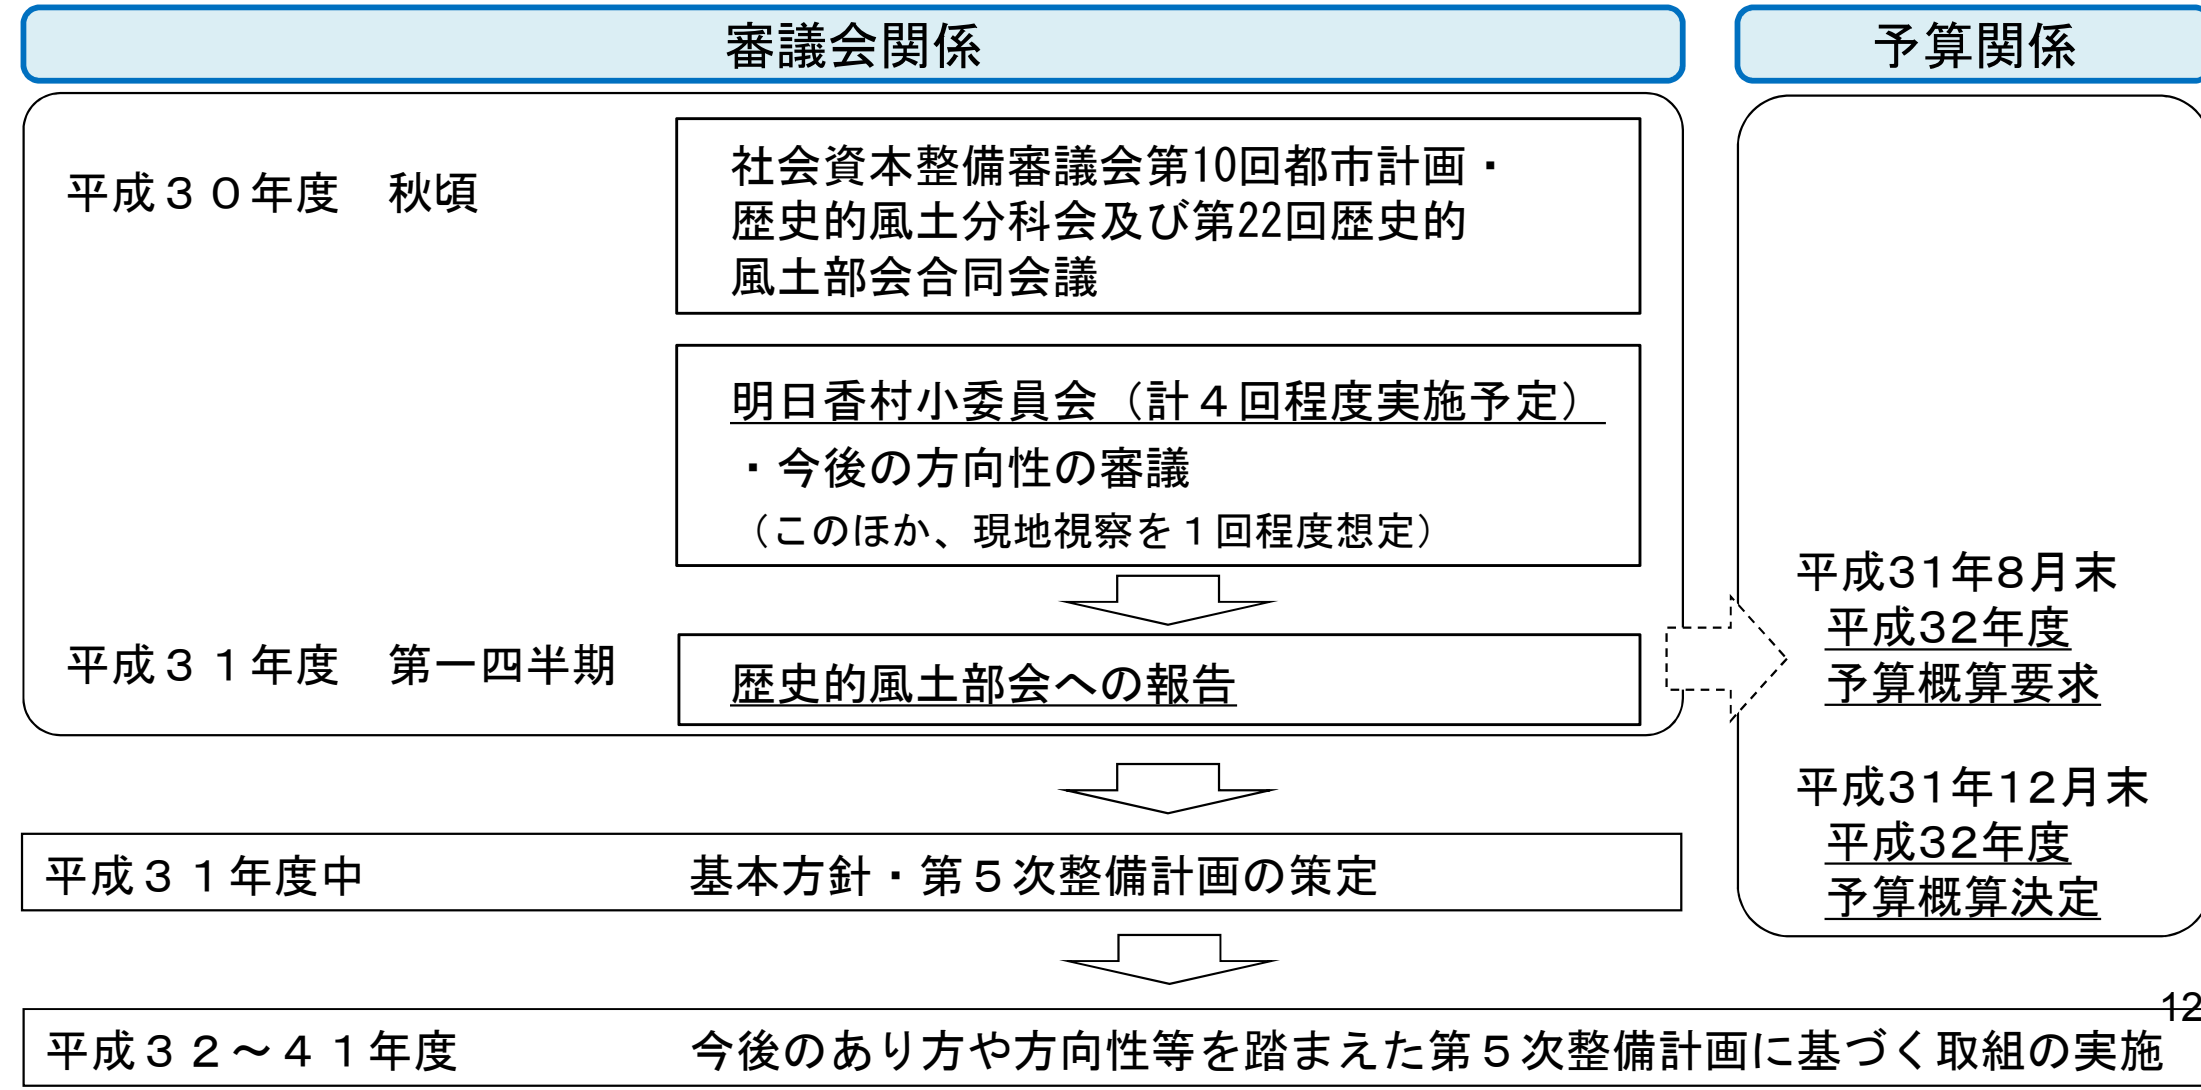 審議会関係
平成３０年度　秋頃
社会資本整備審議会第10回都市計画・
歴史的風土分科会及び第22回歴史的
風土部会合同会議
明日香村小委員会（計４回程度実施予定）
・今後の方向性の審議
（このほか、現地視察を１回程度想定）
平成３１年度　第一四半期
歴史的風土部会への報告
予算関係
平成31年8月末
平成32年度
予算概算要求
平成31年12月末
平成32年度
予算概算決定
平成３１年度中　基本方針・第５次整備計画の策定
12
平成３２～４１年度　今後のあり方や方向性等を踏まえた第５次整備計画に基づく取組の実施